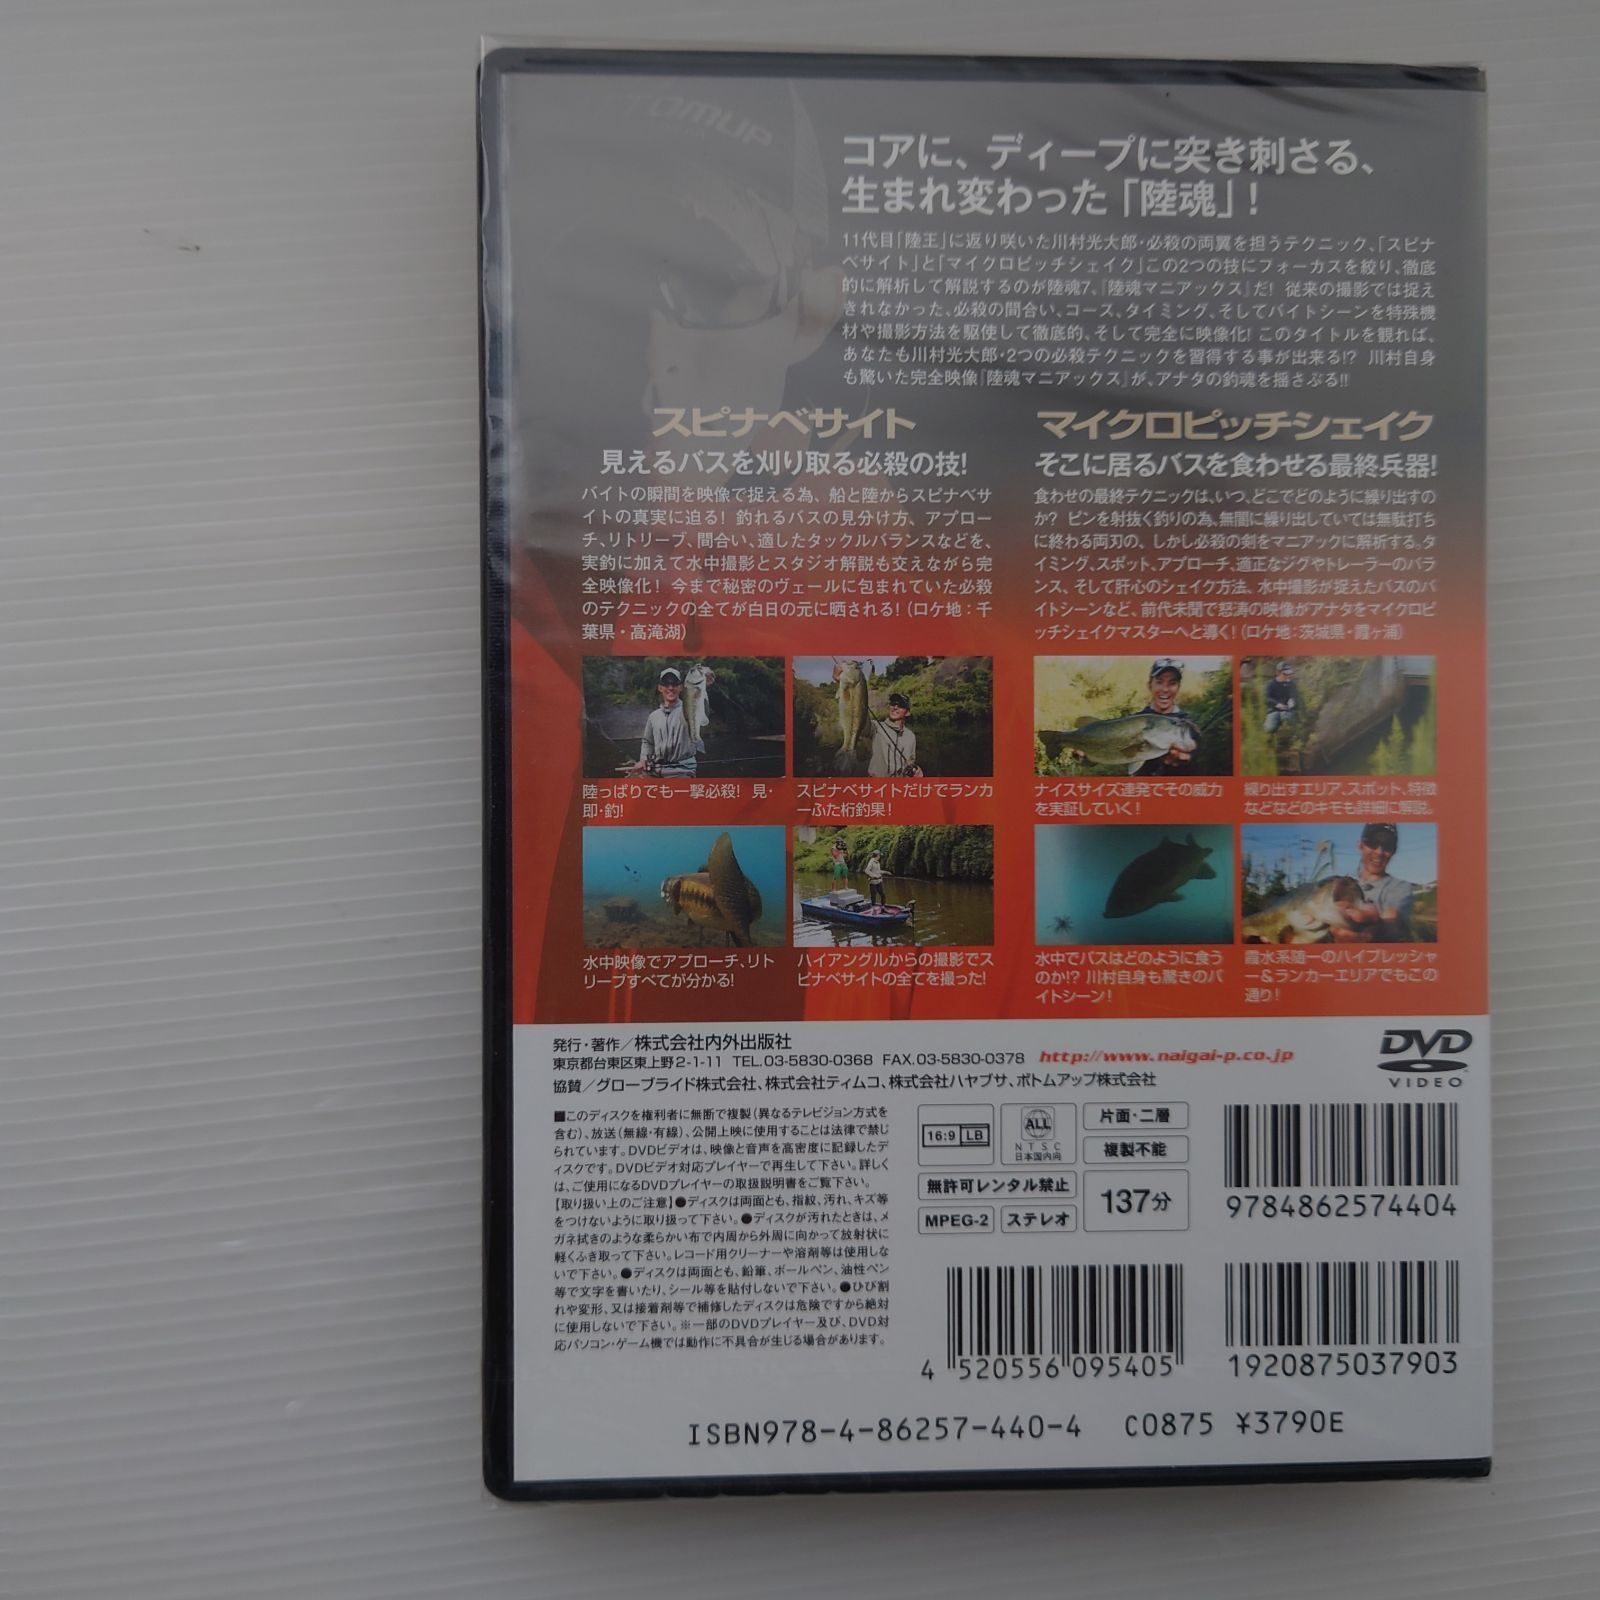 TOMUP
コアに、ディープに突き刺さる、
生まれ変わった「陸魂」!
11代目「陸王」に返り咲いた川村光大郎・必殺の両翼を担うテクニック、「スピナ
ベサイト」と「マイクロピッチシェイク」この2つの技にフォーカスを絞り、徹底
的に解析して解説するのが陸魂7、『陸魂マニアックス』だ! 従来の撮影では捉え
きれなかった、必殺の間合い、コース、タイミング、そしてバイトシーンを特殊機
材や撮影方法を駆使して徹底的、そして完全に映像化! このタイトルを観れば、
あなたも川村光大郎・2つの必殺テクニックを習得する事が出来る!? 川村自身
も驚いた完全映像『陸魂マニアックス』が、アナタの釣魂を揺さぶる!!
スピナベサイト
見えるバスを刈り取る必殺の技!
バイトの瞬間を映像で捉える為、船と陸からスピナベサ
イトの真実に迫る! 釣れるバスの見分け方、アプロー
チ、リトリーブ、間合い、適したタックルバランスなどを、
実釣に加えて水中撮影とスタジオ解説も交えながら完
全映像化! 今まで秘密のヴェールに包まれていた必殺
のテクニックの全てが白日の元に晒される! (ロケ地:千
葉県・高滝湖)
陸っぱりでも一撃必殺! 見・
即・釣!
スピナベサイトだけでランカ
ーふた桁釣果!
水中映像でアプローチ、リト
リーブすべてが分かる!
ハイアングルからの撮影でス
ピナベサイトの全てを撮った!
マイクロピッチシェイク
そこに居るバスを食わせる最終兵器!
食わせの最終テクニックは、いつ、どこでどのように繰り出すの
か? ピンを射抜く釣りの為、無闇に繰り出していては無駄打ち
に終わる両刃の、しかし必殺の剣をマニアックに解析する。タ
イミング、スポット、アプローチ、適正なジグやトレーラーのバラ
ンス、そして肝心のシェイク方法、水中撮影が捉えたバスのバ
イトシーンなど、前代未聞で怒涛の映像がアナタをマイクロピ
ッチシェイクマスターへと導く! (ロケ地:茨城県・霞ヶ浦)
ナイスサイズ連発でその威力
を実証していく!
繰り出すエリア、スポット、特徴
などなどのキモも詳細に解説。
水中でバスはどのように食う
のか!? 川村自身も驚きのバ
イトシーン!
霞水系随一のハイプレッシャ
ー&ランカーエリアでもこの
通り!
発行・著作/株式会社内外出版社
東京都台東区東上野2-1-11 TEL.03-5830-0368 FAX.03-5830-0378 http://www.naigai-p.co.jp
協賛/グローブライド株式会社、株式会社ティムコ、株式会社ハヤブサ、ボトムアップ株式会社
DVD
VIDEO
■このディスクを権利者に無断で複製(異なるテレビジョン方式を
含む)、放送(無線・有線)、公開上映に使用することは法律で禁じ
られています。DVDビデオは、映像と音声を高密度に記録したデ
ィスクです。DVDビデオ対応プレイヤーで再生して下さい。詳しく
は、ご使用になるDVDプレイヤーの取扱説明書をご覧下さい。
【取り扱い上のご注意】●ディスクは両面とも、指紋、汚れ、キズ等
をつけないように取り扱って下さい。●ディスクが汚れたときは、メ
ガネ拭きのような柔らかい布で内周から外周に向かって放射状に
軽くふき取って下さい。レコード用クリーナーや溶剤等は使用しな
いで下さい。●ディスクは両面とも、鉛筆、ボールペン、油性ペン
等で文字を書いたり、シール等を貼付しないで下さい。●ひび割
れや変形、又は接着剤等で補修したディスクは危険ですから絶対
に使用しないで下さい。※一部のDVDプレイヤー及び、DVD対
応パソコン・ゲーム機では動作に不具合が生じる場合があります。
16:9 LB
ALL
NTSC
日本国内向
片面・二層
複製不能
無許可レンタル禁止
MPEG-2
ステレオ
137分
9784862574404
4 520556 095405
1920875037903
ISBN978-4-86257-440-4 C0875 ¥3790E